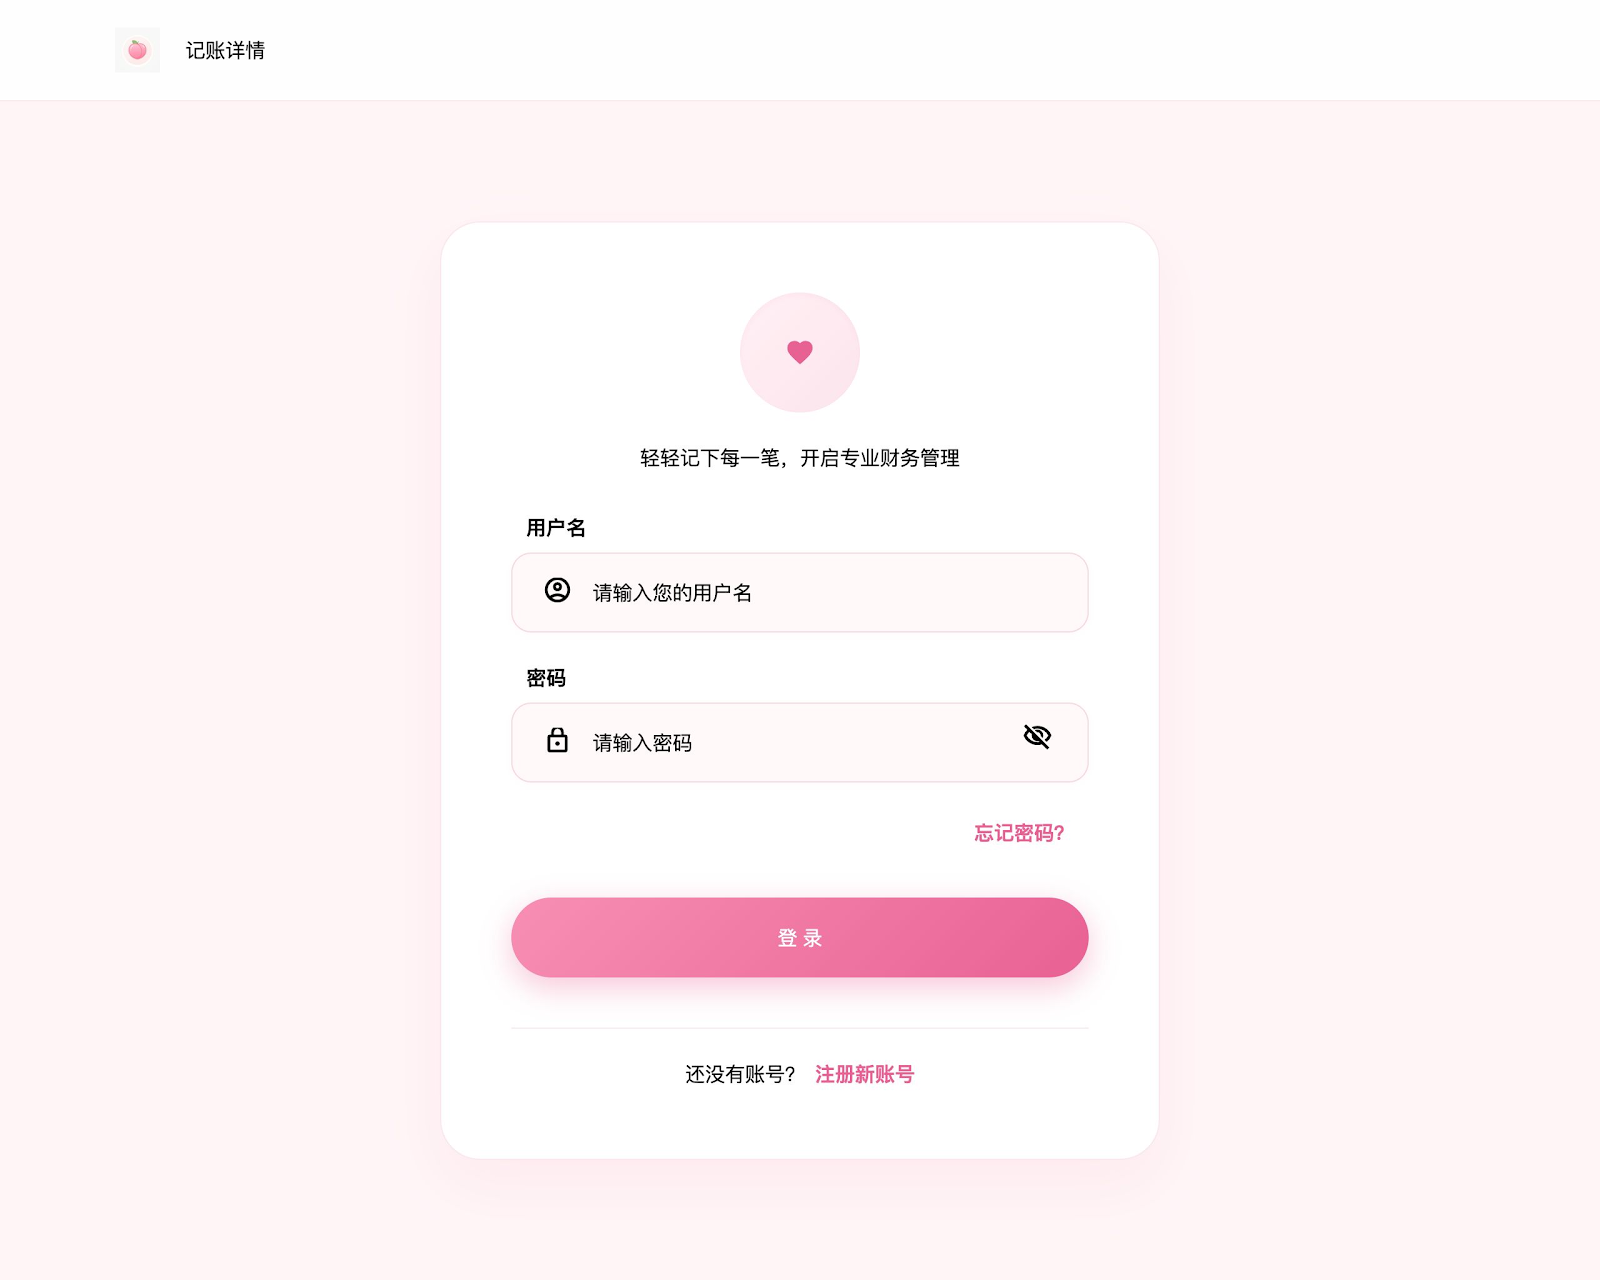 记账详情
轻轻记下每一笔，开启专业财务管理
用户名
请输入您的用户名
密码
请输入密码
忘记密码?
登 录
还没有账号？ 注册新账号